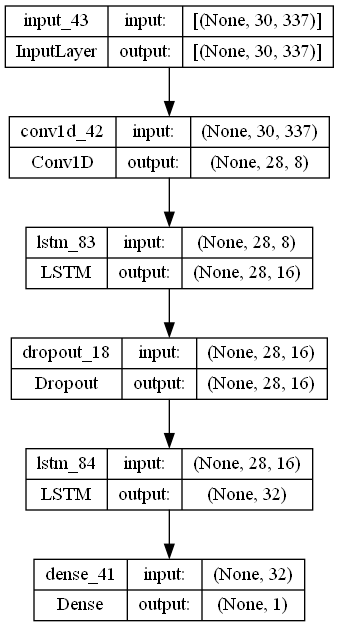 input_43 input: [(None, 30, 337)]
InputLayer output: [(None, 30, 337)]
conv1d_42 input: (None, 30, 337)
Conv1D output: (None, 28, 8)
lstm_83 input: (None, 28, 8)
LSTM output: (None, 28, 16)
dropout_18 input: (None, 28, 16)
Dropout output: (None, 28, 16)
lstm_84 input: (None, 28, 16)
LSTM output: (None, 32)
dense_41 input: (None, 32)
Dense output: (None, 1)